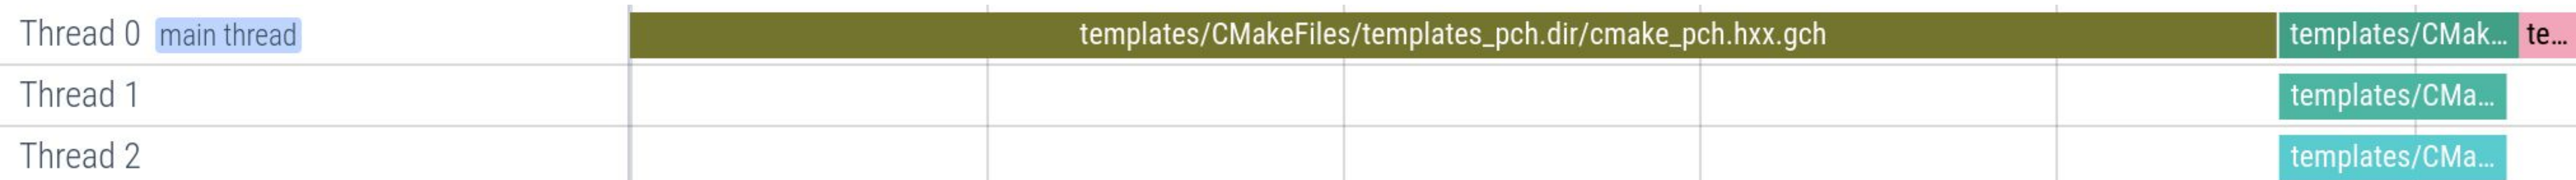 Thread 0 main thread templates/CMakeFiles/templates_pch.dir/cmake_pch.hxx.gch templates/CMak... te...
Thread 1 templates/CMa...
Thread 2 templates/CMa...